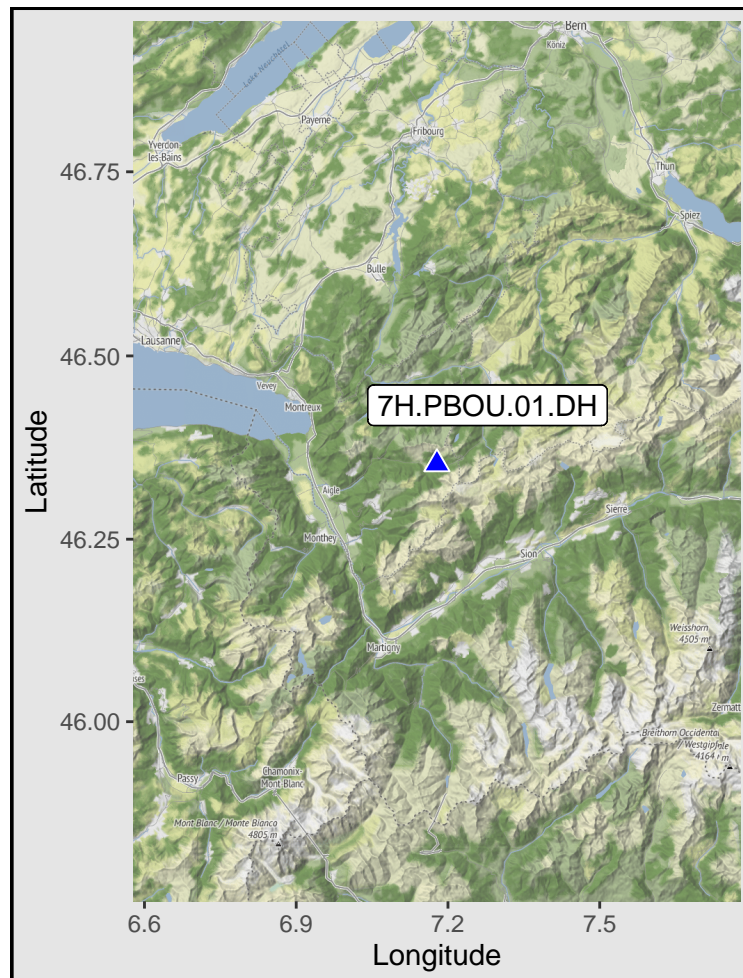 Bern
Köniz
Lake Neuchâtel
Payerne
Fribourg
Yverdon
les-Bains
Thun
46.75
Spiez
Bulle
Lausanne
46.50
Vevey
Montreux
7H.PBOU.01.DH
Latitude
Aigle
Sierre
Monthey
46.25
Sion
Weisshorn
4505 m
Martigny
46.00
Zermatt
Breithorn Occidental
/ Westgipfele
4164 m
Passy
Chamonix-
Mont-Blanc
Mont Blanc / Monte Bianco
4805 m
6.6
6.9
7.2
7.5
Longitude